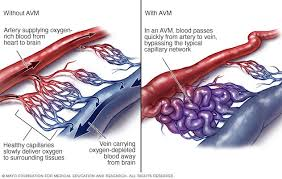 Without AVM
Artery supplying oxygen-
rich blood from
heart to brain
Healthy capillaries
slowly deliver oxygen
to surrounding tissues
Vein carrying
oxygen-depleted
blood away
from brain
With AVM
In an AVM, blood passes
quickly from artery to vein,
bypassing the typical
capillary network
© MAYO FOUNDATION FOR MEDICAL EDUCATION AND RESEARCH. ALL RIGHTS RESERVED.